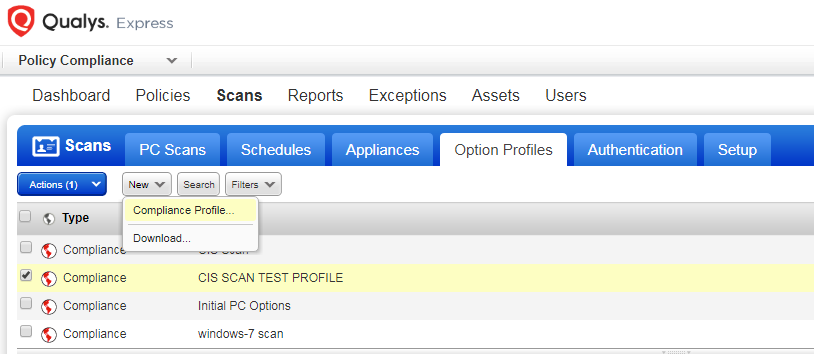 Qualys. Express
Policy Compliance
Dashboard Policies Scans Reports Exceptions Assets Users
Scans PC Scans Schedules Appliances Option Profiles Authentication Setup
Actions (1) New Search Filters
Compliance Profile...
Type
Download...
Compliance CIS Scan
Compliance CIS SCAN TEST PROFILE
Compliance Initial PC Options
Compliance windows-7 scan